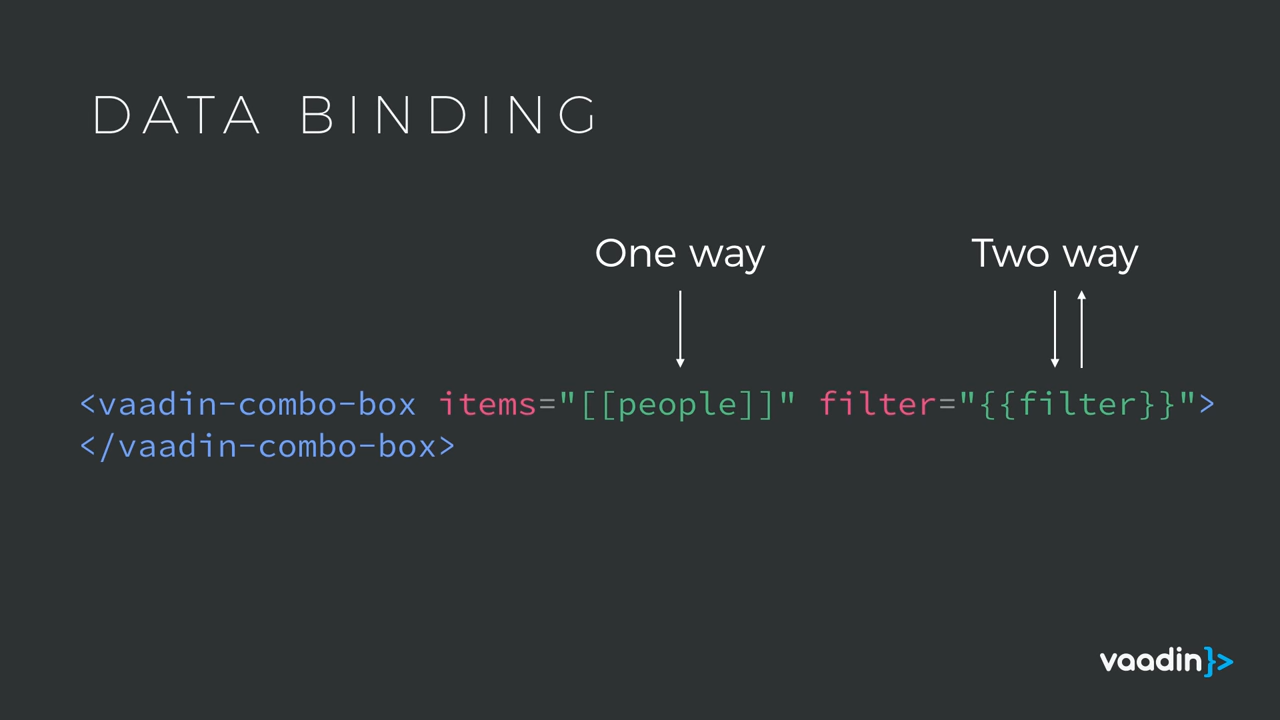 DATA BINDING
One way
Two way
<vaadin-combo-box items="[[people]]" filter="{{filter}}">
</vaadin-combo-box>
vaadin}>